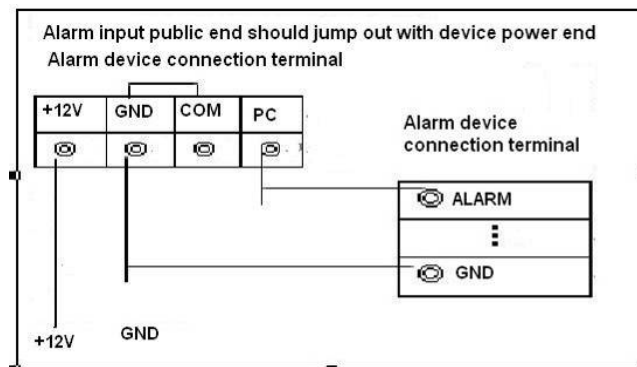 Alarm input public end should jump out with device power end
Alarm device connection terminal
+12V GND COM PC
Alarm device
connection terminal
ALARM
GND
+12V GND